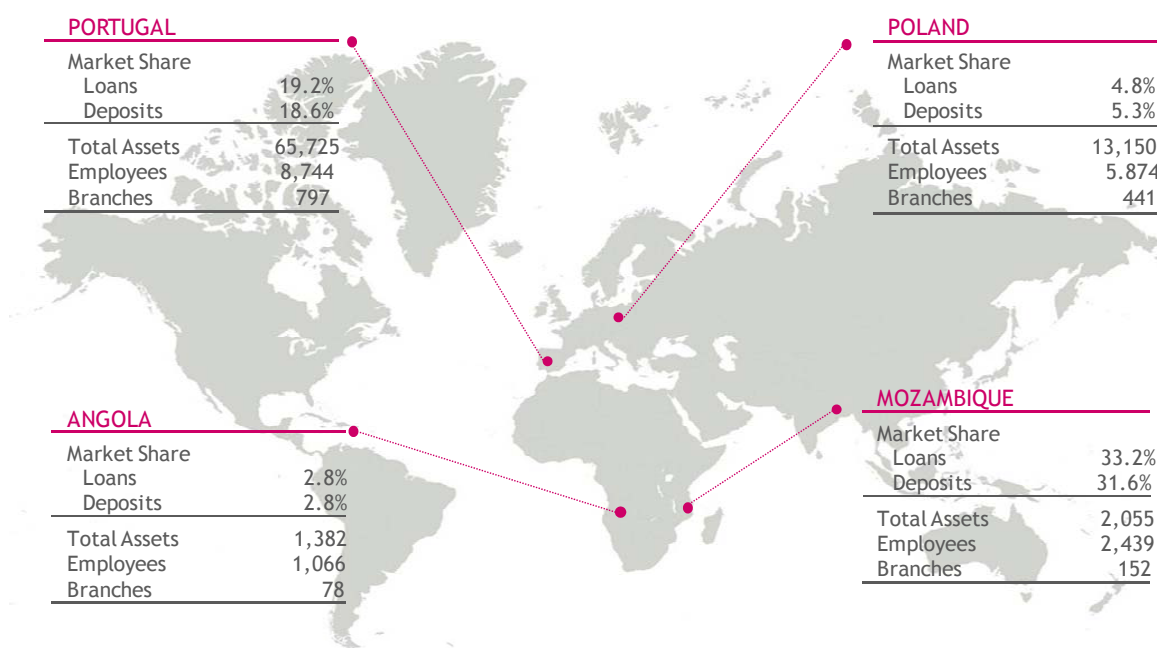 PORTUGAL
Market Share
Loans 19.2%
Deposits 18.6%
Total Assets 65,725
Employees 8,744
Branches 797
POLAND
Market Share
Loans 4.8%
Deposits 5.3%
Total Assets 13,150
Employees 5.874
Branches 441
ANGOLA
Market Share
Loans 2.8%
Deposits 2.8%
Total Assets 1,382
Employees 1,066
Branches 78
MOZAMBIQUE
Market Share
Loans 33.2%
Deposits 31.6%
Total Assets 2,055
Employees 2,439
Branches 152